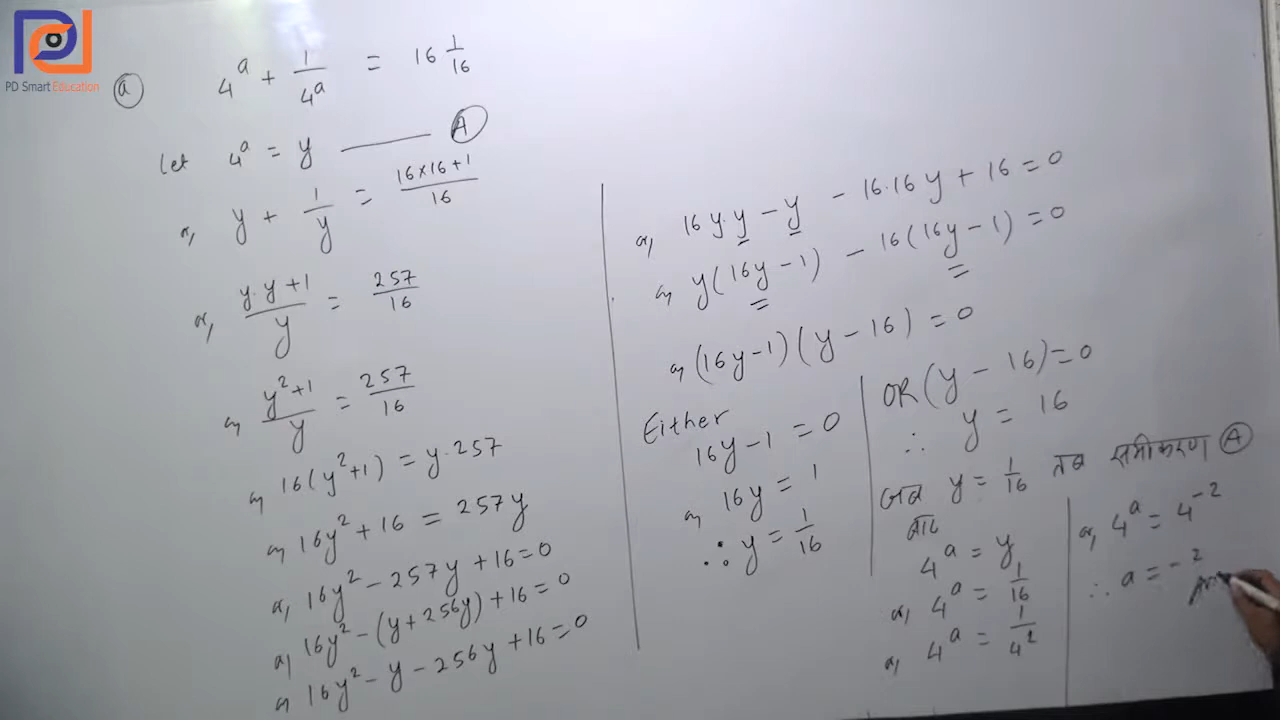 PD Smart Education
(a) 4^a + 1/4^a = 16 1/16
let 4^a = y ——— (A)
or, y + 1/y = (16×16+1)/16
or, (y·y+1)/y = 257/16
or, (y²+1)/y = 257/16
or, 16(y²+1) = y·257
or, 16y² + 16 = 257y
or, 16y² - 257y + 16 = 0
or, 16y² - (y+256y) + 16 = 0
or, 16y² - y - 256y + 16 = 0
or, 16y·y - y - 16·16y + 16 = 0
or, y(16y-1) - 16(16y-1) = 0
or, (16y-1)(y-16) = 0
Either
16y-1 = 0
or, 16y = 1
∴ y = 1/16
OR (y-16) = 0
∴ y = 16
जब y = 1/16 तब समीकरण (A)
बाट
4^a = y
or, 4^a = 1/16
or, 4^a = 1/4²
or, 4^a = 4^-2
∴ a = -2